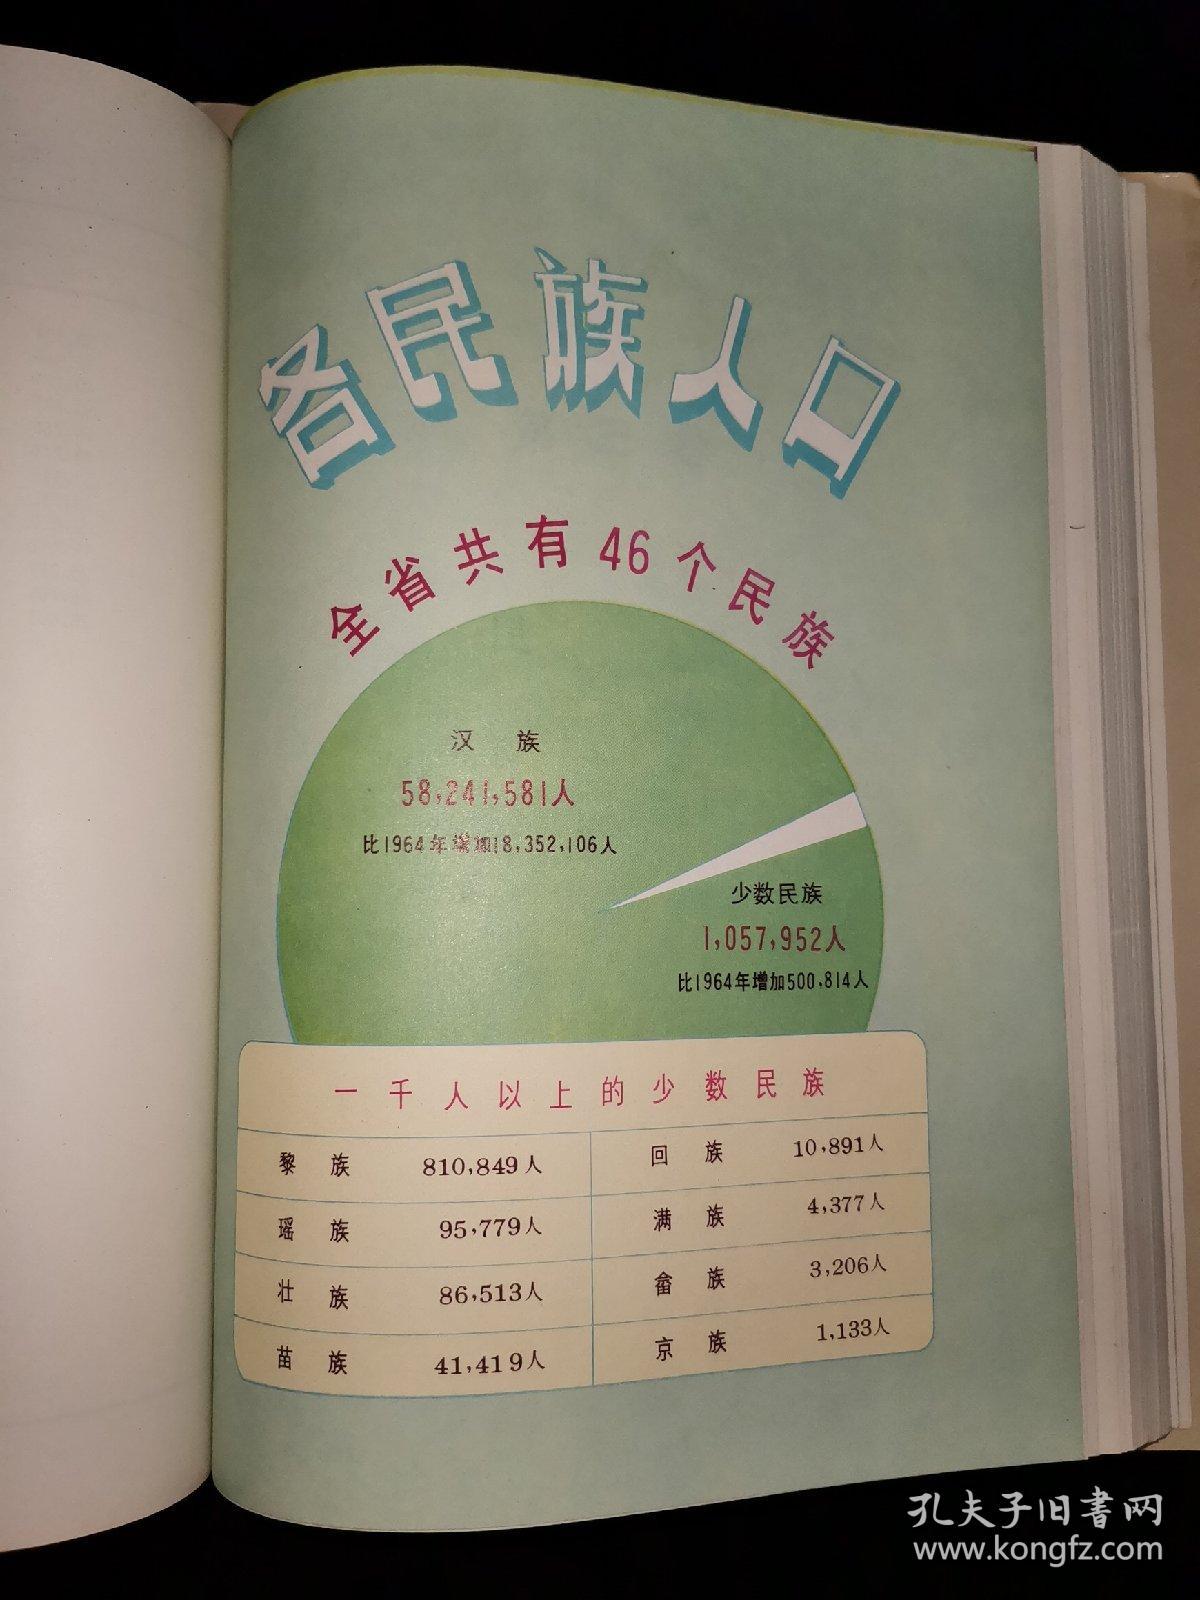 各民族人口
全省共有46个民族
汉族
58,241,581人
比1964年增加18,352,106人
少数民族
1,057,952人
比1964年增加500,814人
一千人以上的少数民族
黎族 810,849人
瑶族 95,779人
壮族 86,513人
苗族 41,419人
回族 10,891人
满族 4,377人
畲族 3,206人
京族 1,133人
孔夫子旧书网
www.kongfz.com